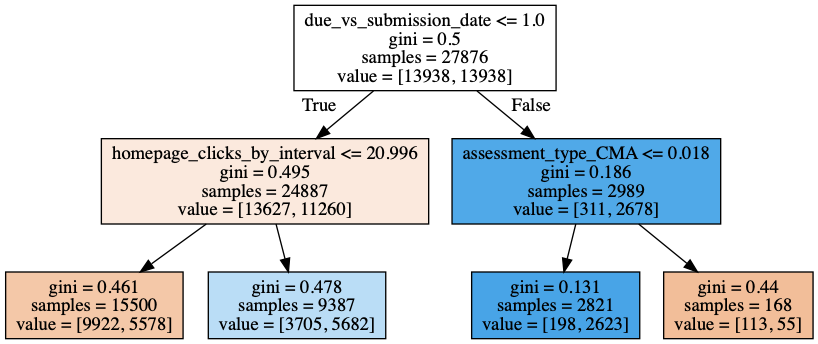 due_vs_submission_date <= 1.0
gini = 0.5
samples = 27876
value = [13938, 13938]
True
False
homepage_clicks_by_interval <= 20.996
gini = 0.495
samples = 24887
value = [13627, 11260]
assessment_type_CMA <= 0.018
gini = 0.186
samples = 2989
value = [311, 2678]
gini = 0.461
samples = 15500
value = [9922, 5578]
gini = 0.478
samples = 9387
value = [3705, 5682]
gini = 0.131
samples = 2821
value = [198, 2623]
gini = 0.44
samples = 168
value = [113, 55]